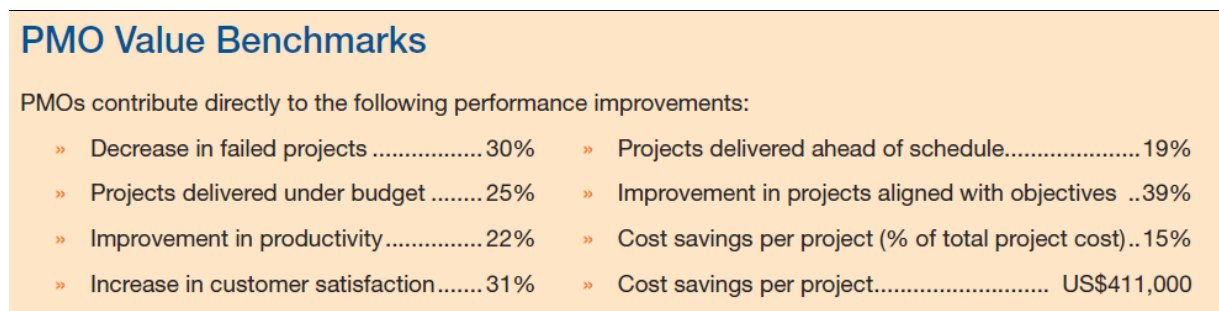 PMO Value Benchmarks
PMOs contribute directly to the following performance improvements:
» Decrease in failed projects .................30%
» Projects delivered under budget ........25%
» Improvement in productivity...............22%
» Increase in customer satisfaction.......31%
» Projects delivered ahead of schedule.....................19%
» Improvement in projects aligned with objectives ..39%
» Cost savings per project (% of total project cost)..15%
» Cost savings per project........................... US$411,000